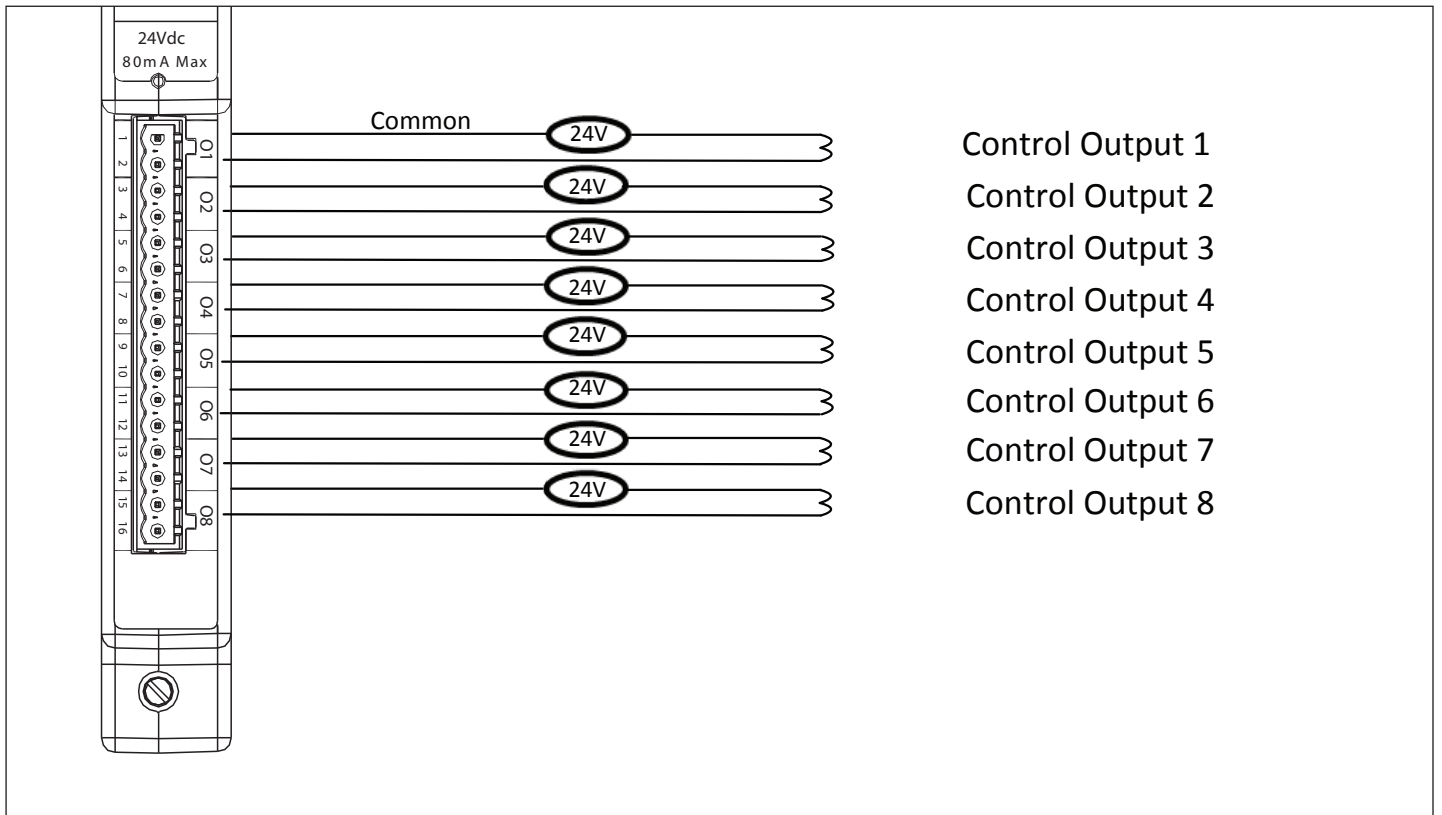 24Vdc
80mA Max
Common
1
2
3
4
5
6
7
8
9
10
11
12
13
14
15
16
O1
O2
O3
O4
O5
O6
O7
O8
24V
24V
24V
24V
24V
24V
24V
24V
Control Output 1
Control Output 2
Control Output 3
Control Output 4
Control Output 5
Control Output 6
Control Output 7
Control Output 8